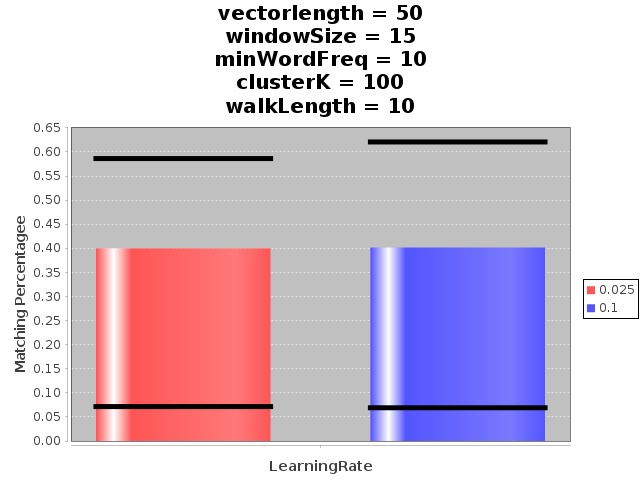 vectorlength = 50
windowSize = 15
minWordFreq = 10
clusterK = 100
walkLength = 10
0.65
0.60
0.55
0.50
0.45
0.40
0.35
0.30
0.25
0.20
0.15
0.10
0.05
0.00
Matching Percentagee
LearningRate
0.025
0.1